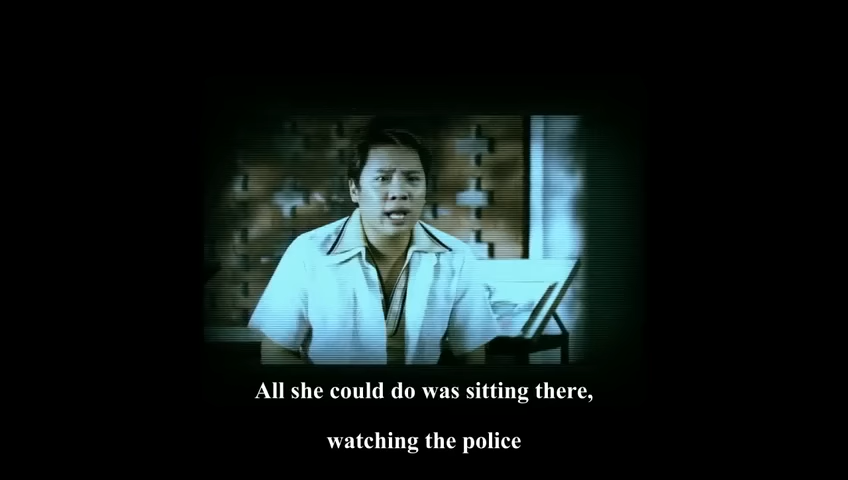 All she could do was sitting there,
watching the police